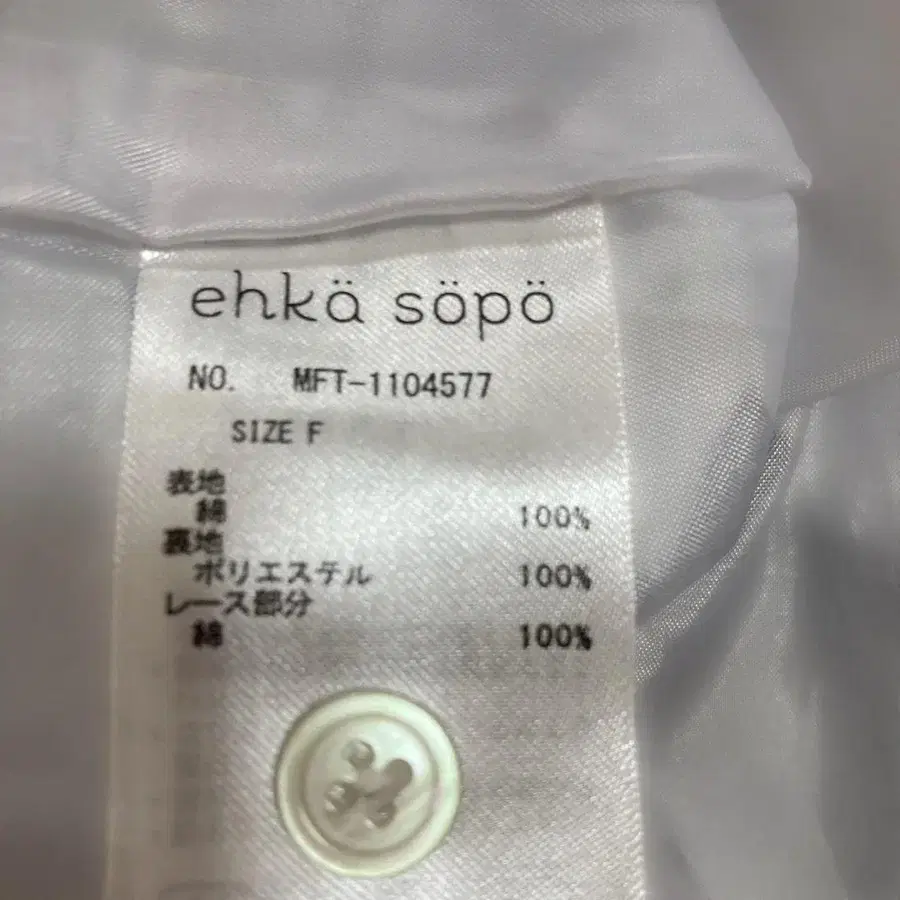 ehkä söpö
NO. MFT-1104577
SIZE F
表地
綿 100%
裏地
ポリエステル 100%
レース部分
綿 100%